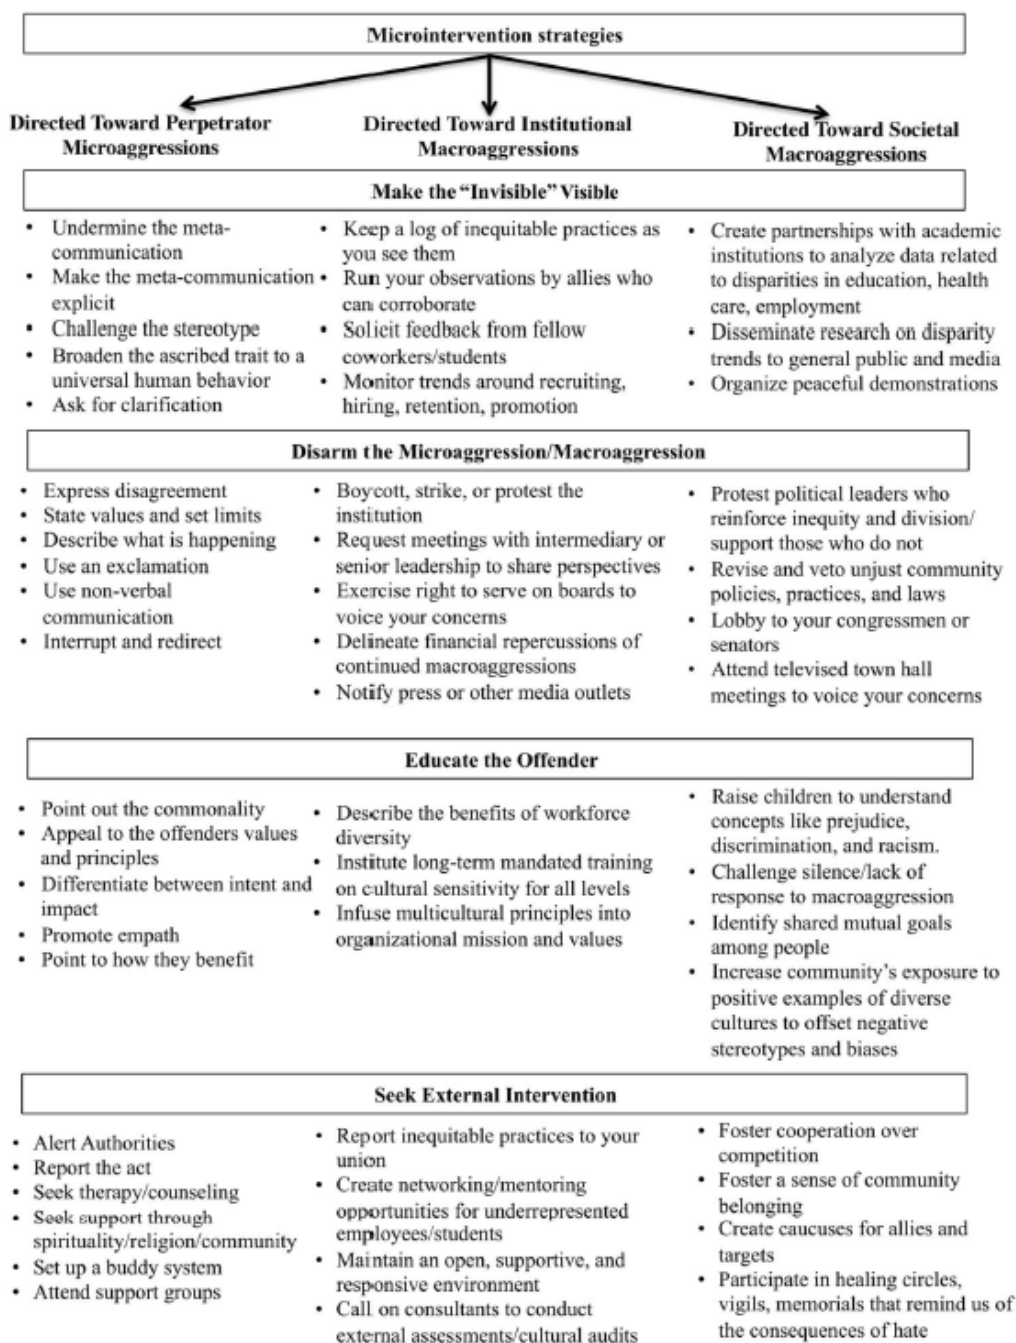 Microintervention strategies
Directed Toward Perpetrator
Microaggressions
Directed Toward Institutional
Macroaggressions
Directed Toward Societal
Macroaggressions
Make the “Invisible” Visible
• Undermine the meta-
communication
• Make the meta-communication
explicit
• Challenge the stereotype
• Broaden the ascribed trait to a
universal human behavior
• Ask for clarification
• Keep a log of inequitable practices as
you see them
• Run your observations by allies who
can corroborate
• Solicit feedback from fellow
coworkers/students
• Monitor trends around recruiting,
hiring, retention, promotion
• Create partnerships with academic
institutions to analyze data related
to disparities in education, health
care, employment
• Disseminate research on disparity
trends to general public and media
• Organize peaceful demonstrations
Disarm the Microaggression/Macroaggression
• Express disagreement
• State values and set limits
• Describe what is happening
• Use an exclamation
• Use non-verbal
communication
• Interrupt and redirect
• Boycott, strike, or protest the
institution
• Request meetings with intermediary or
senior leadership to share perspectives
• Exercise right to serve on boards to
voice your concerns
• Delineate financial repercussions of
continued macroaggressions
• Notify press or other media outlets
• Protest political leaders who
reinforce inequity and division/
support those who do not
• Revise and veto unjust community
policies, practices, and laws
• Lobby to your congressmen or
senators
• Attend televised town hall
meetings to voice your concerns
Educate the Offender
• Point out the commonality
• Appeal to the offenders values
and principles
• Differentiate between intent and
impact
• Promote empath
• Point to how they benefit
• Describe the benefits of workforce
diversity
• Institute long-term mandated training
on cultural sensitivity for all levels
• Infuse multicultural principles into
organizational mission and values
• Raise children to understand
concepts like prejudice,
discrimination, and racism.
• Challenge silence/lack of
response to macroaggression
• Identify shared mutual goals
among people
• Increase community’s exposure to
positive examples of diverse
cultures to offset negative
stereotypes and biases
Seek External Intervention
• Alert Authorities
• Report the act
• Seek therapy/counseling
• Seek support through
spirituality/religion/community
• Set up a buddy system
• Attend support groups
• Report inequitable practices to your
union
• Create networking/mentoring
opportunities for underrepresented
employees/students
• Maintain an open, supportive, and
responsive environment
• Call on consultants to conduct
external assessments/cultural audits
• Foster cooperation over
competition
• Foster a sense of community
belonging
• Create caucuses for allies and
targets
• Participate in healing circles,
vigils, memorials that remind us of
the consequences of hate